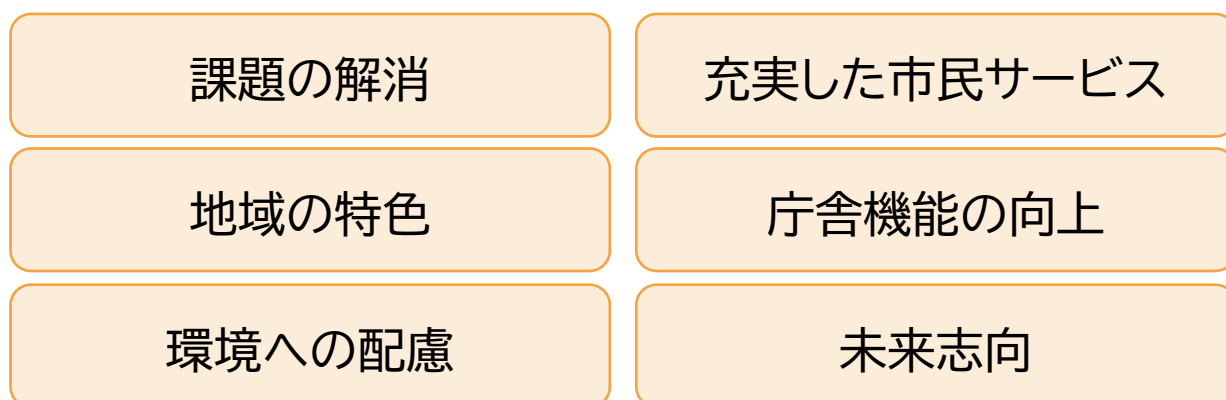 課題の解消
充実した市民サービス
地域の特色
庁舎機能の向上
環境への配慮
未来志向